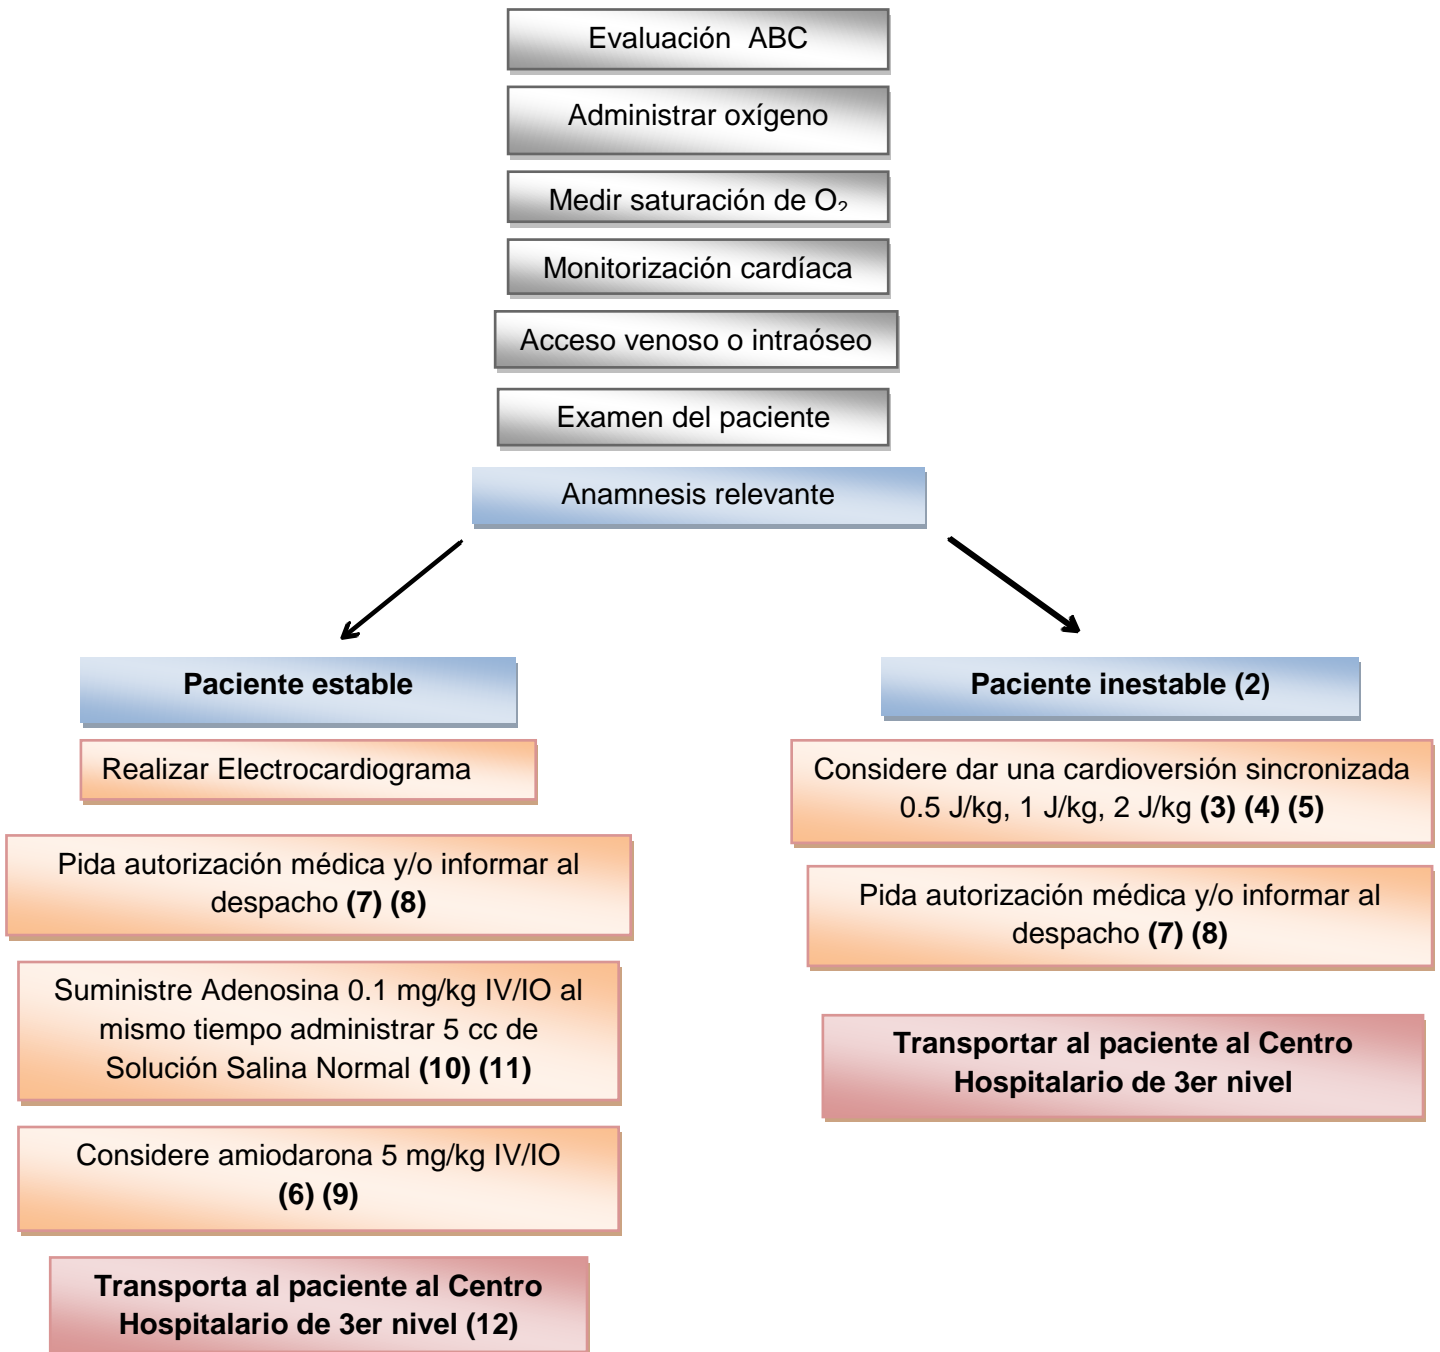 Evaluación ABC
Administrar oxígeno
Medir saturación de O₂
Monitorización cardíaca
Acceso venoso o intraóseo
Examen del paciente
Anamnesis relevante
Paciente estable
Realizar Electrocardiograma
Pida autorización médica y/o informar al
despacho (7) (8)
Suministre Adenosina 0.1 mg/kg IV/IO al
mismo tiempo administrar 5 cc de
Solución Salina Normal (10) (11)
Considere amiodarona 5 mg/kg IV/IO
(6) (9)
Transporta al paciente al Centro
Hospitalario de 3er nivel (12)
Paciente inestable (2)
Considere dar una cardioversión sincronizada
0.5 J/kg, 1 J/kg, 2 J/kg (3) (4) (5)
Pida autorización médica y/o informar al
despacho (7) (8)
Transportar al paciente al Centro
Hospitalario de 3er nivel